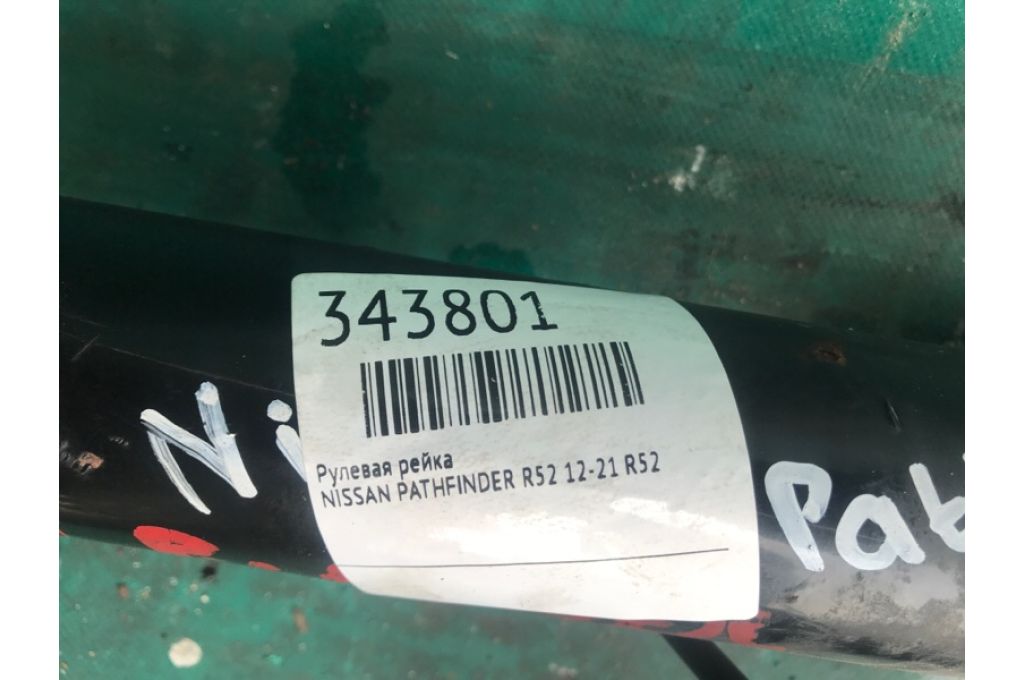 343801
Рулевая рейка
NISSAN PATHFINDER R52 12-21 R52
Ni
Pat